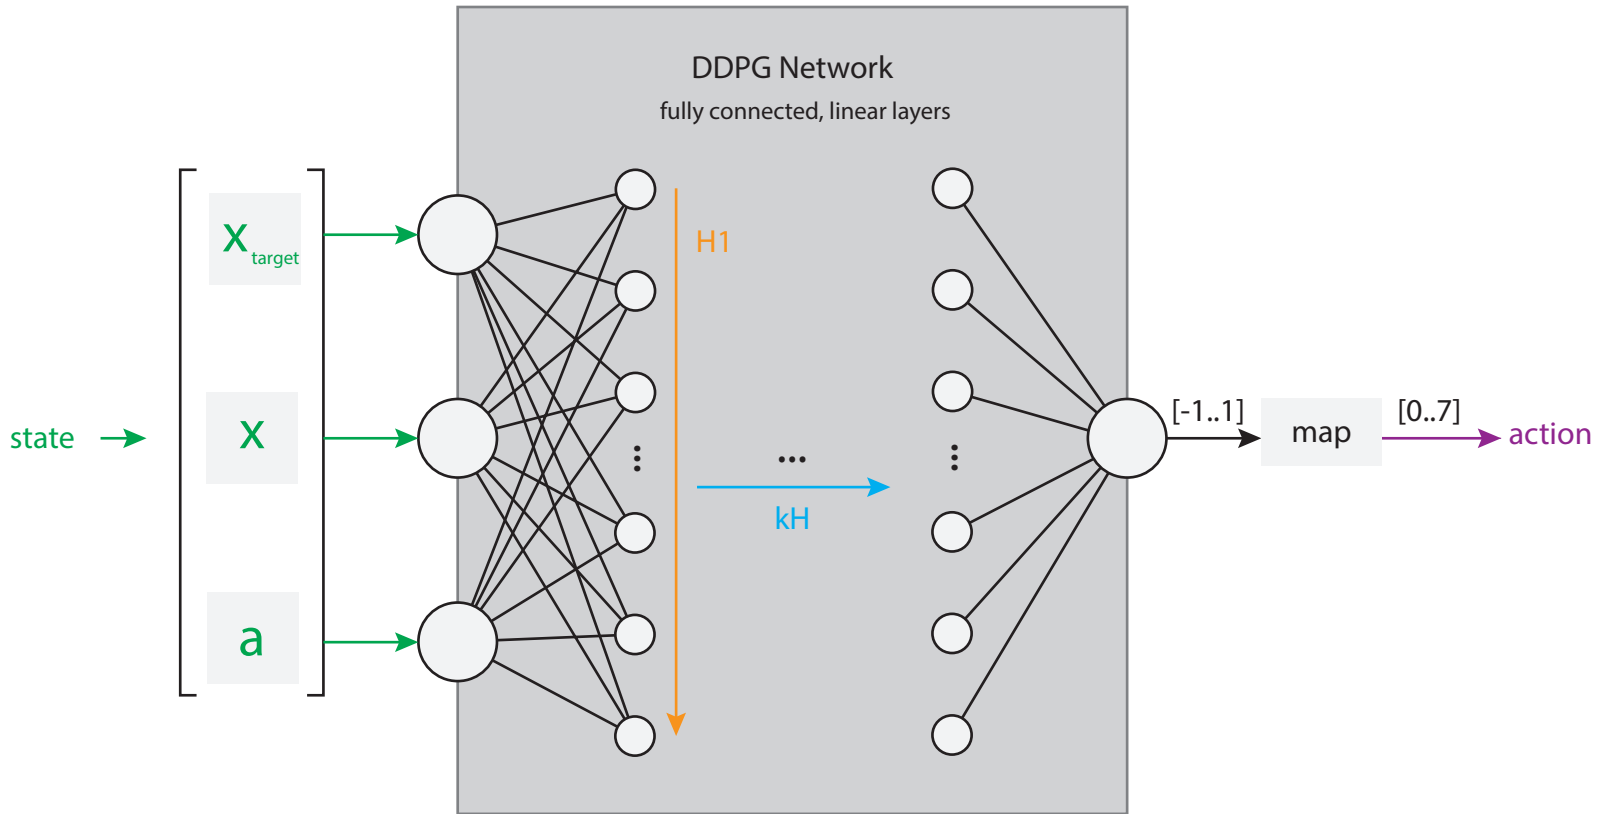 DDPG Network
fully connected, linear layers
x target
H1
[-1..1]
[0..7]
state
x
map
action
kH
a